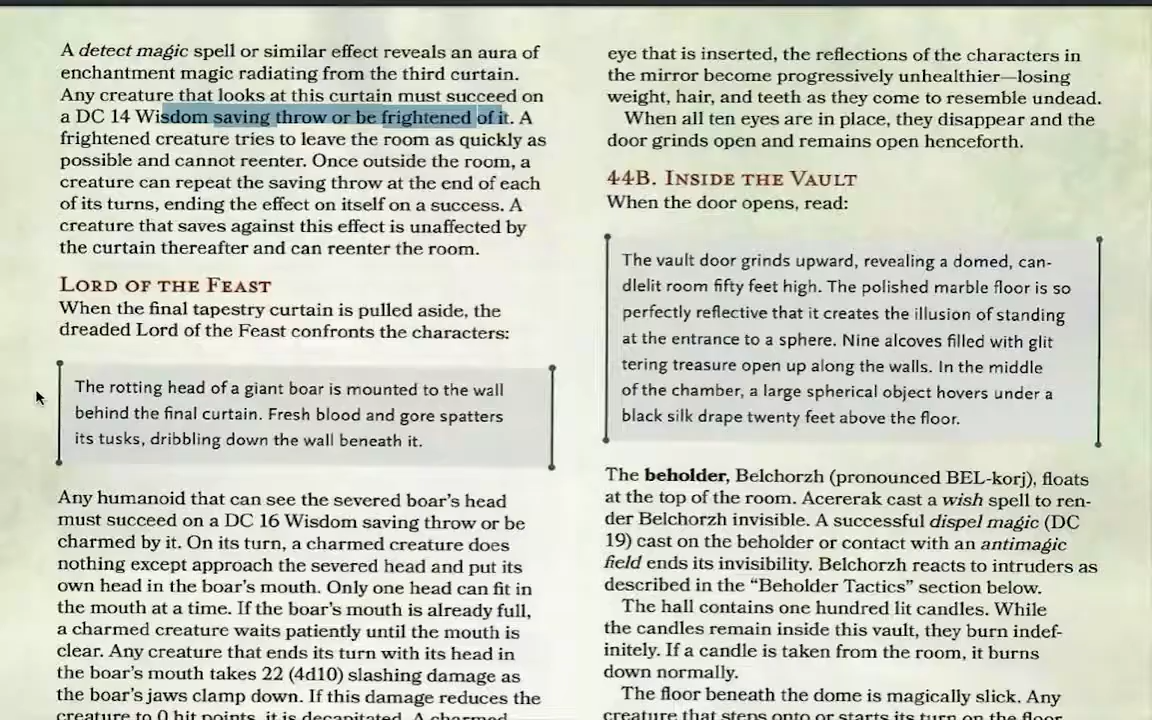 A detect magic spell or similar effect reveals an aura of
enchantment magic radiating from the third curtain.
Any creature that looks at this curtain must succeed on
a DC 14 Wisdom saving throw or be frightened of it. A
frightened creature tries to leave the room as quickly as
possible and cannot reenter. Once outside the room, a
creature can repeat the saving throw at the end of each
of its turns, ending the effect on itself on a success. A
creature that saves against this effect is unaffected by
the curtain thereafter and can reenter the room.
LORD OF THE FEAST
When the final tapestry curtain is pulled aside, the
dreaded Lord of the Feast confronts the characters:
The rotting head of a giant boar is mounted to the wall
behind the final curtain. Fresh blood and gore spatters
its tusks, dribbling down the wall beneath it.
Any humanoid that can see the severed boar's head
must succeed on a DC 16 Wisdom saving throw or be
charmed by it. On its turn, a charmed creature does
nothing except approach the severed head and put its
own head in the boar's mouth. Only one head can fit in
the mouth at a time. If the boar's mouth is already full,
a charmed creature waits patiently until the mouth is
clear. Any creature that ends its turn with its head in
the boar's mouth takes 22 (4d10) slashing damage as
the boar's jaws clamp down. If this damage reduces the
creature to 0 hit points, it is decapitated. A charmed
eye that is inserted, the reflections of the characters in
the mirror become progressively unhealthier—losing
weight, hair, and teeth as they come to resemble undead.
When all ten eyes are in place, they disappear and the
door grinds open and remains open henceforth.
44B. INSIDE THE VAULT
When the door opens, read:
The vault door grinds upward, revealing a domed, can-
dlelit room fifty feet high. The polished marble floor is so
perfectly reflective that it creates the illusion of standing
at the entrance to a sphere. Nine alcoves filled with glit
tering treasure open up along the walls. In the middle
of the chamber, a large spherical object hovers under a
black silk drape twenty feet above the floor.
The beholder, Belchorzh (pronounced BEL-korj), floats
at the top of the room. Acererak cast a wish spell to ren-
der Belchorzh invisible. A successful dispel magic (DC
19) cast on the beholder or contact with an antimagic
field ends its invisibility. Belchorzh reacts to intruders as
described in the "Beholder Tactics" section below.
The hall contains one hundred lit candles. While
the candles remain inside this vault, they burn indef-
initely. If a candle is taken from the room, it burns
down normally.
The floor beneath the dome is magically slick. Any
creature that steps onto or starts its turn on the floor